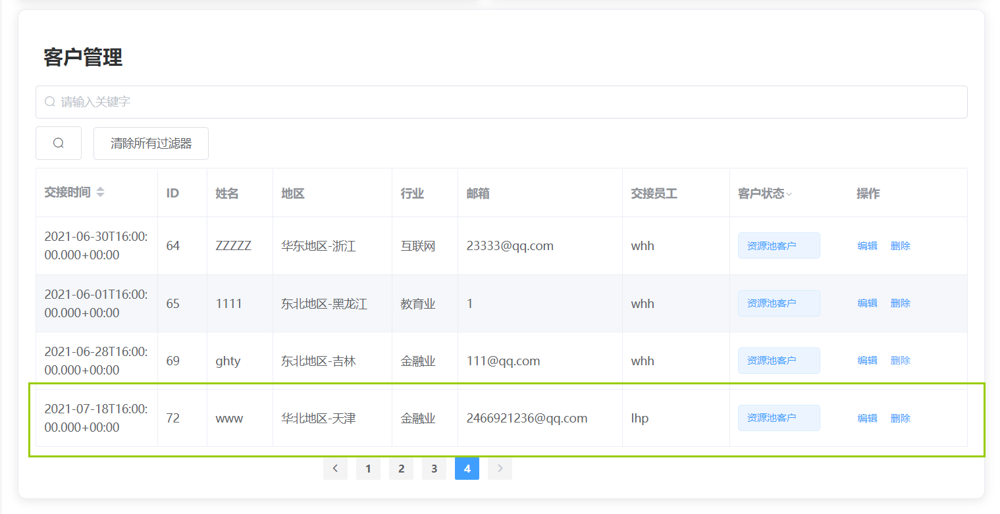 客户管理
请输入关键字
清除所有过滤器
交接时间 ID 姓名 地区 行业 邮箱 交接员工 客户状态 操作
2021-06-30T16:00:
00.000+00:00 64 ZZZZZ 华东地区-浙江 互联网 23333@qq.com whh 资源池客户 编辑 删除
2021-06-01T16:00:
00.000+00:00 65 1111 东北地区-黑龙江 教育业 1 whh 资源池客户 编辑 删除
2021-06-28T16:00:
00.000+00:00 69 ghty 东北地区-吉林 金融业 111@qq.com whh 资源池客户 编辑 删除
2021-07-18T16:00:
00.000+00:00 72 www 华北地区-天津 金融业 2466921236@qq.com lhp 资源池客户 编辑 删除
1 2 3 4